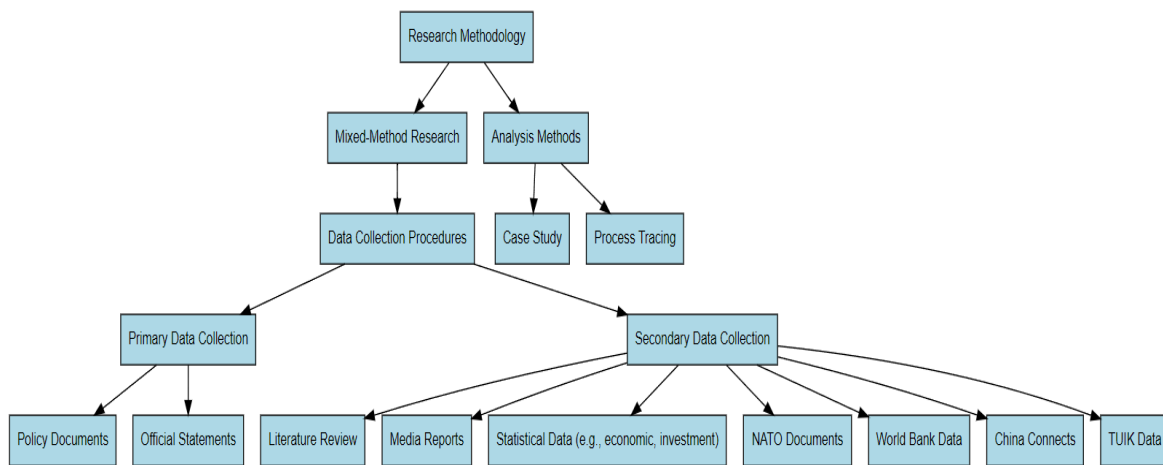 Research Methodology
Mixed-Method Research
Analysis Methods
Data Collection Procedures
Case Study
Process Tracing
Primary Data Collection
Secondary Data Collection
Policy Documents
Official Statements
Literature Review
Media Reports
Statistical Data (e.g., economic, investment)
NATO Documents
World Bank Data
China Connects
TUIK Data